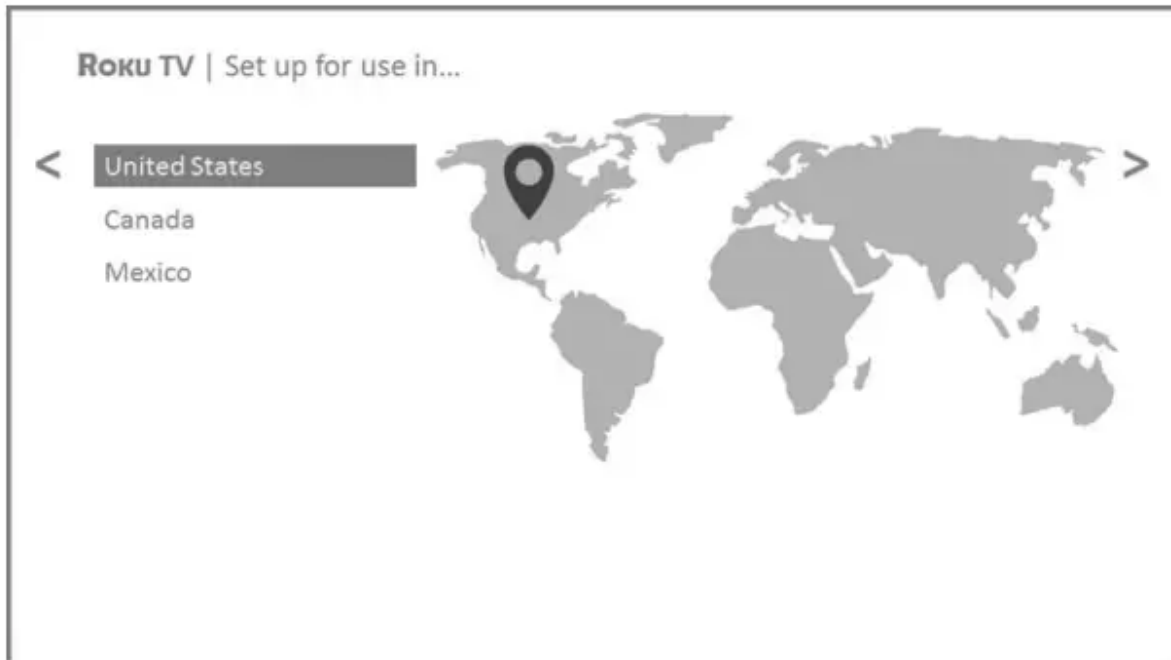 ROKU TV | Set up for use in...
< United States >
Canada
Mexico